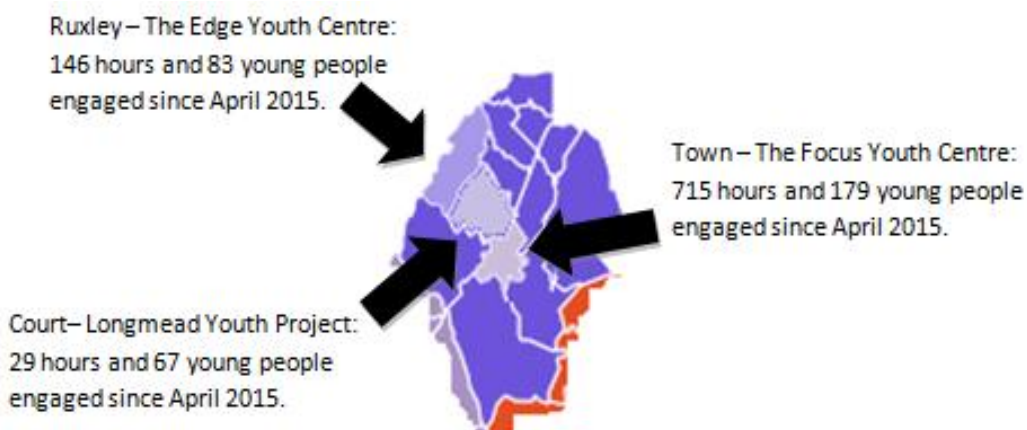 Ruxley – The Edge Youth Centre:
146 hours and 83 young people
engaged since April 2015.
Town – The Focus Youth Centre:
715 hours and 179 young people
engaged since April 2015.
Court– Longmead Youth Project:
29 hours and 67 young people
engaged since April 2015.